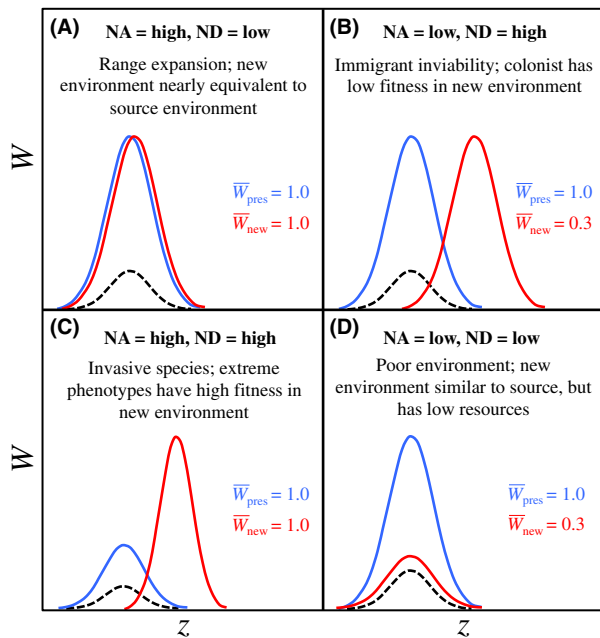 (A)
NA = high, ND = low
Range expansion; new
environment nearly equivalent to
source environment
W̅pres = 1.0
W̅new = 1.0
W
(B)
NA = low, ND = high
Immigrant inviability; colonist has
low fitness in new environment
W̅pres = 1.0
W̅new = 0.3
(C)
NA = high, ND = high
Invasive species; extreme
phenotypes have high fitness in
new environment
W̅pres = 1.0
W̅new = 1.0
W
z
(D)
NA = low, ND = low
Poor environment; new
environment similar to source, but
has low resources
W̅pres = 1.0
W̅new = 0.3
z